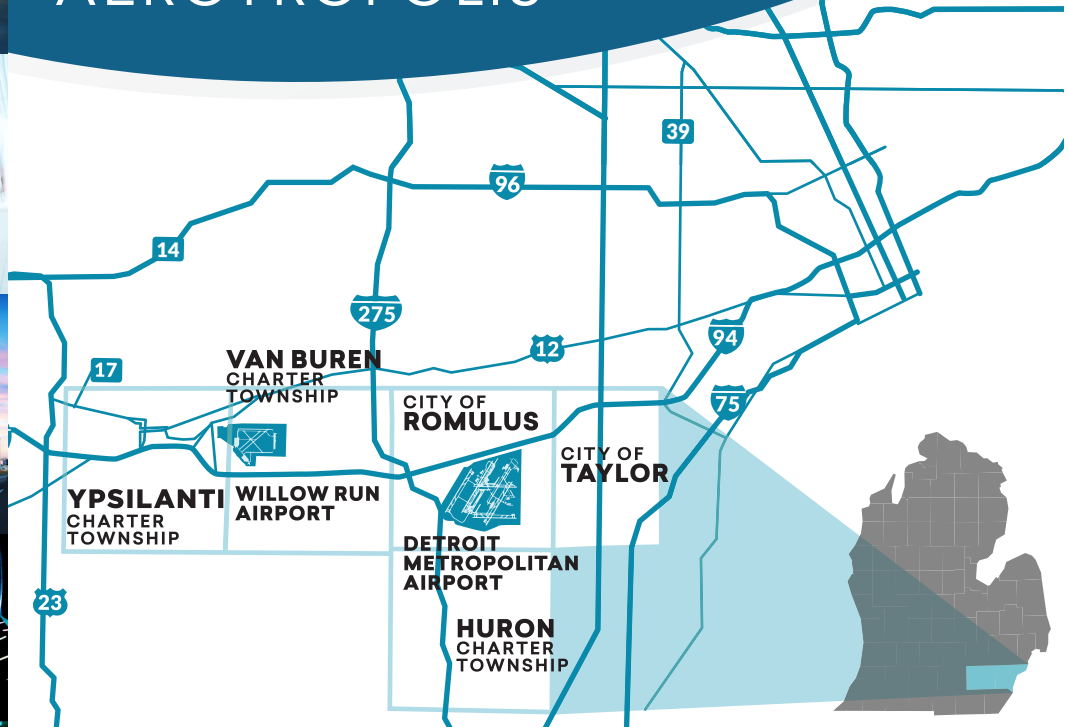 AEROTROPOLIS
39
96
14
275
12
94
17
VAN BUREN
CHARTER
TOWNSHIP
75
CITY OF
ROMULUS
CITY OF
TAYLOR
YPSILANTI
CHARTER
TOWNSHIP
WILLOW RUN
AIRPORT
DETROIT
METROPOLITAN
AIRPORT
23
HURON
CHARTER
TOWNSHIP